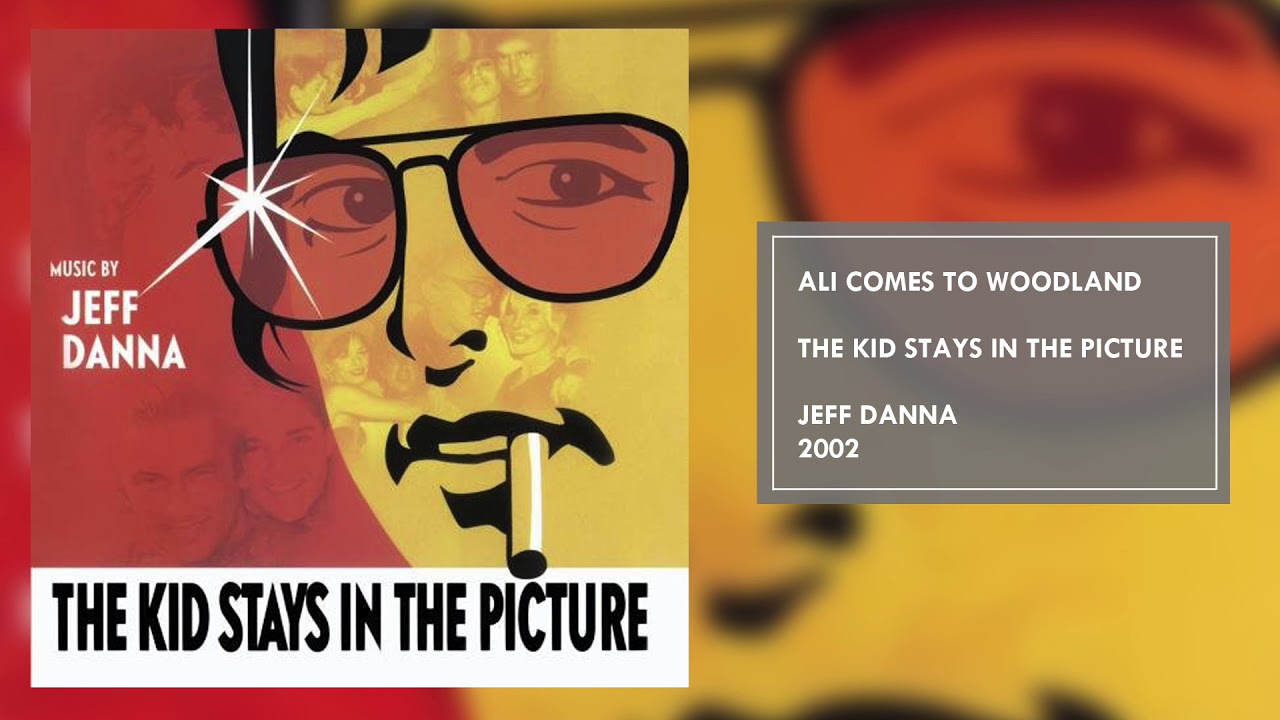 MUSIC BY
JEFF
DANNA
THE KID STAYS IN THE PICTURE
ALI COMES TO WOODLAND
THE KID STAYS IN THE PICTURE
JEFF DANNA
2002